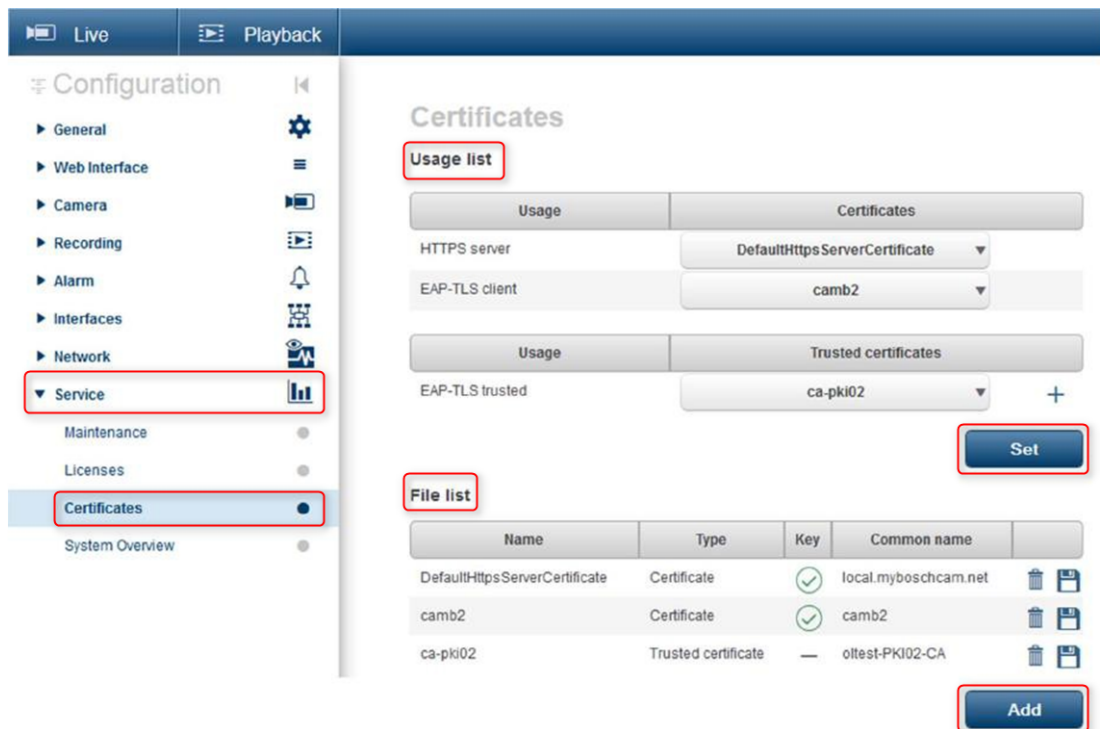 Live Playback
Configuration
General
Web Interface
Camera
Recording
Alarm
Interfaces
Network
Service
Maintenance
Licenses
Certificates
System Overview
Certificates
Usage list
Usage Certificates
HTTPS server DefaultHttpsServerCertificate
EAP-TLS client camb2
Usage Trusted certificates
EAP-TLS trusted ca-pki02
Set
File list
Name Type Key Common name
DefaultHttpsServerCertificate Certificate local.myboschcam.net
camb2 Certificate camb2
ca-pki02 Trusted certificate — oltest-PKI02-CA
Add